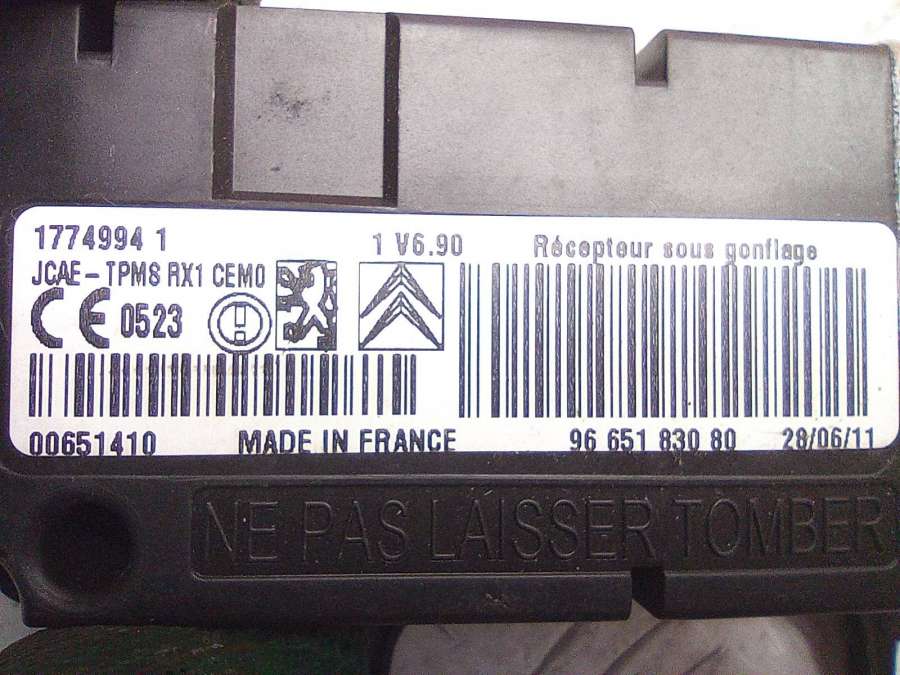 1774994 1 1 V6.90 Récepteur sous gonflage
JCAE-TPMS RX1 CEM0
CE 0523
00651410 MADE IN FRANCE 96 651 830 80 28/06/11
NE PAS LAISSER TOMBER